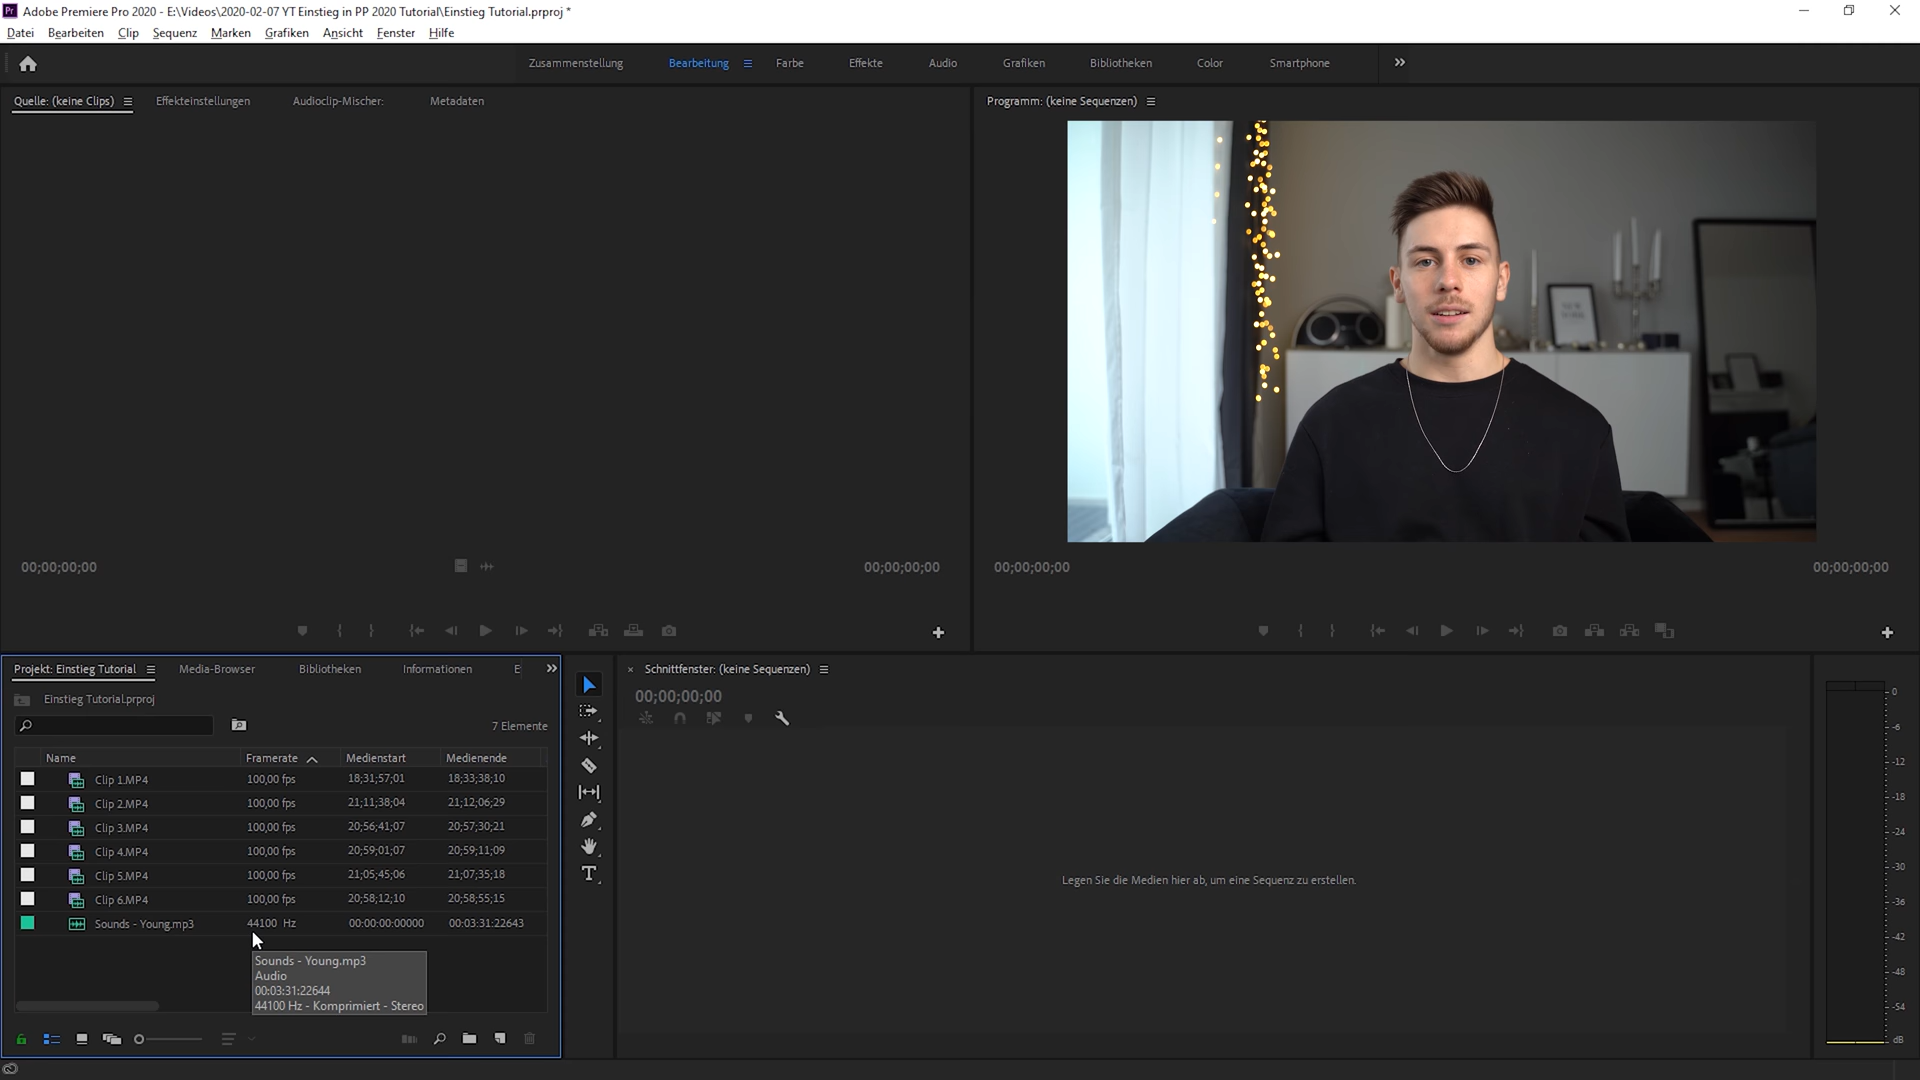 Pr Adobe Premiere Pro 2020 - E:\Videos\2020-02-07 YT Einstieg in PP 2020 Tutorial\Einstieg Tutorial.prproj *
Datei Bearbeiten Clip Sequenz Marken Grafiken Ansicht Fenster Hilfe
Zusammenstellung Bearbeitung Farbe Effekte Audio Grafiken Bibliotheken Color Smartphone
Quelle: (keine Clips) Effekteinstellungen Audioclip-Mischer: Metadaten
Programm: (keine Sequenzen)
00;00;00;00 00;00;00;00
00;00;00;00 00;00;00;00
Projekt: Einstieg Tutorial Media-Browser Bibliotheken Informationen E
Einstieg Tutorial.prproj
7 Elemente
Name Framerate Medienstart Medienende
Clip 1.MP4 100,00 fps 18;31;57;01 18;33;38;10
Clip 2.MP4 100,00 fps 21;11;38;04 21;12;06;29
Clip 3.MP4 100,00 fps 20;56;41;07 20;57;30;21
Clip 4.MP4 100,00 fps 20;59;01;07 20;59;11;09
Clip 5.MP4 100,00 fps 21;05;45;06 21;07;35;18
Clip 6.MP4 100,00 fps 20;58;12;10 20;58;55;15
Sounds - Young.mp3 44100 Hz 00:00:00:00000 00:03:31:22643
Sounds - Young.mp3
Audio
00:03:31:22644
44100 Hz - Komprimiert - Stereo
Schnittfenster: (keine Sequenzen)
00;00;00;00
Legen Sie die Medien hier ab, um eine Sequenz zu erstellen.
0
-6
-12
-18
-24
-30
-36
-42
-48
-54
dB